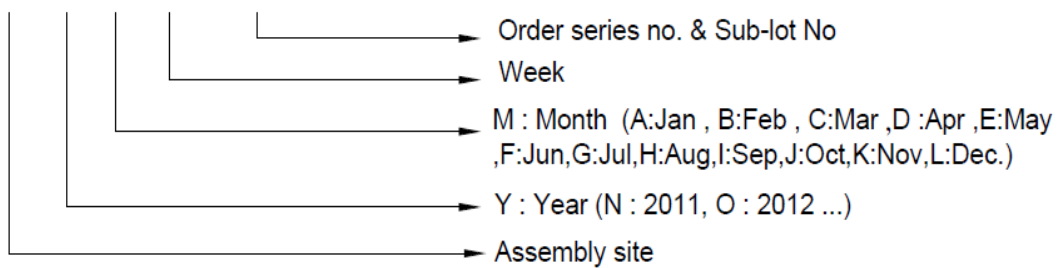 Order series no. & Sub-lot No
Week
M : Month  (A:Jan , B:Feb , C:Mar ,D :Apr ,E:May
,F:Jun,G:Jul,H:Aug,I:Sep,J:Oct,K:Nov,L:Dec.)
Y : Year (N : 2011, O : 2012 ...)
Assembly site